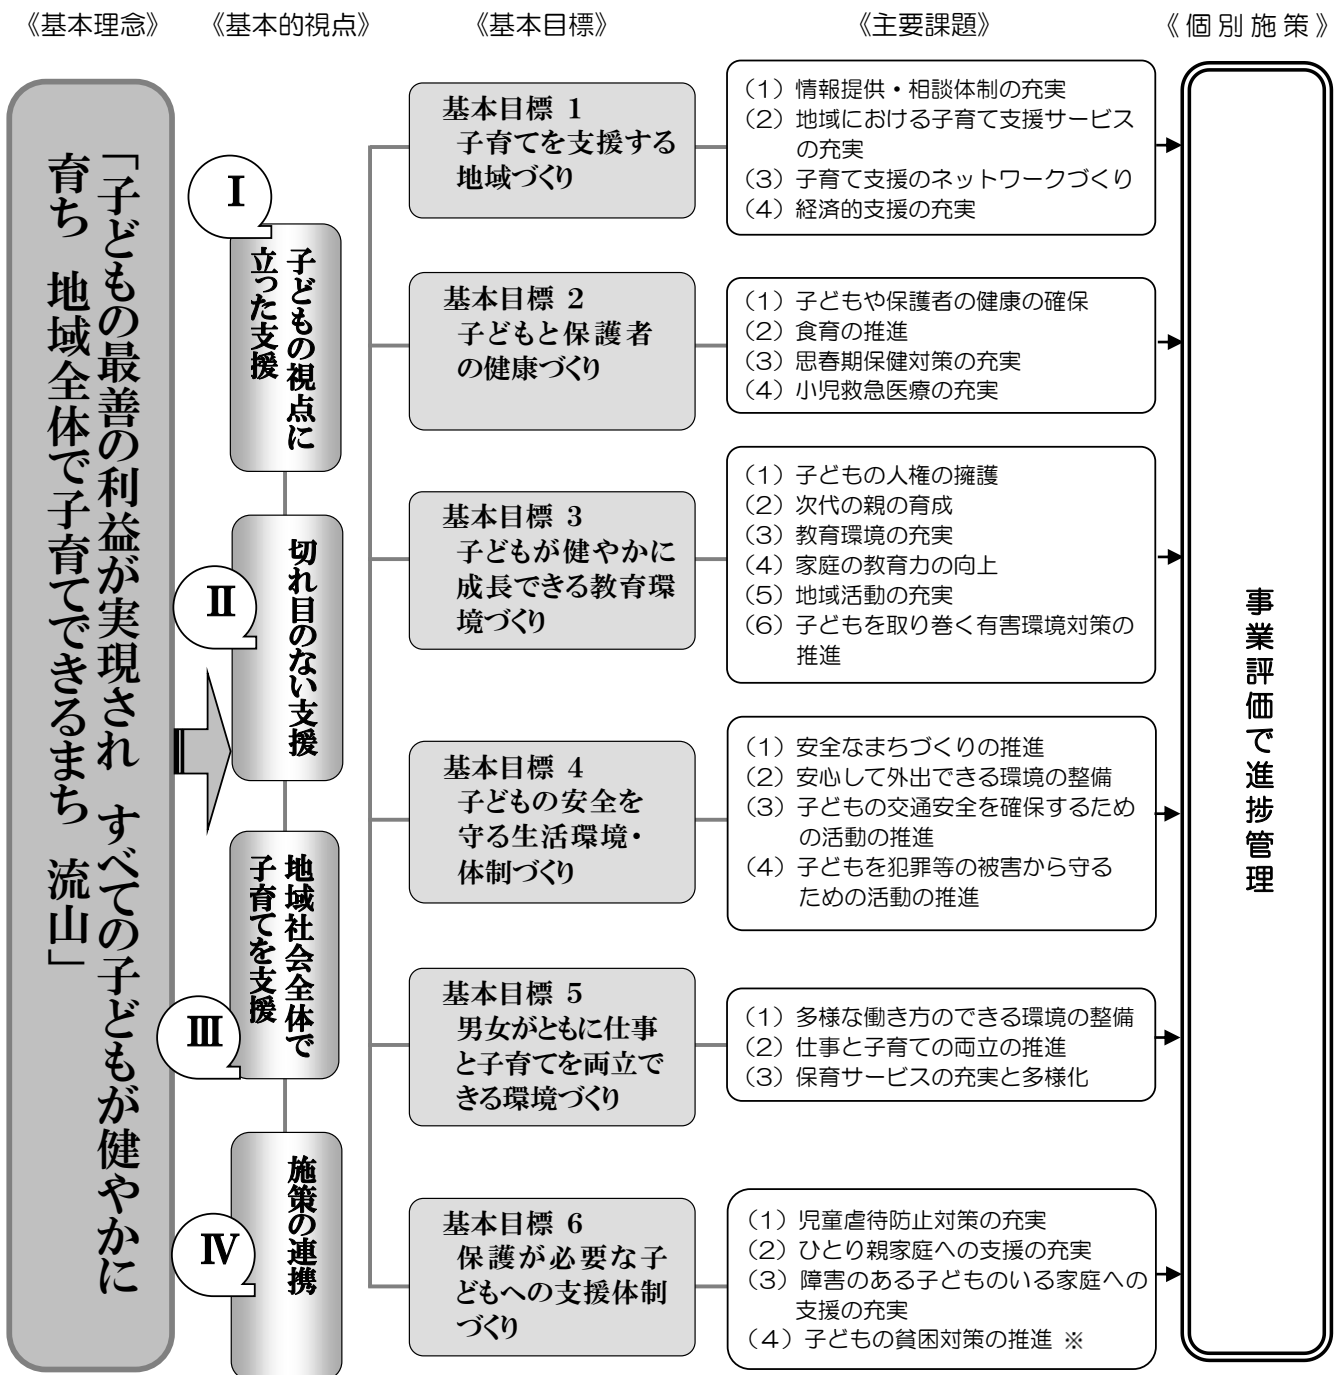 《基本理念》 《基本的視点》 《基本目標》 《主要課題》 《個別施策》
「子どもの最善の利益が実現され すべての子どもが健やかに
育ち 地域全体で子育てできるまち 流山」
Ⅰ
子どもの視点に
立った支援
Ⅱ
切れ目のない支援
Ⅲ
地域社会全体で
子育てを支援
Ⅳ
施策の連携
基本目標 1
子育てを支援する
地域づくり
(1)情報提供・相談体制の充実
(2)地域における子育て支援サービス
の充実
(3)子育て支援のネットワークづくり
(4)経済的支援の充実
基本目標 2
子どもと保護者
の健康づくり
(1)子どもや保護者の健康の確保
(2)食育の推進
(3)思春期保健対策の充実
(4)小児救急医療の充実
基本目標 3
子どもが健やかに
成長できる教育環
境づくり
(1)子どもの人権の擁護
(2)次代の親の育成
(3)教育環境の充実
(4)家庭の教育力の向上
(5)地域活動の充実
(6)子どもを取り巻く有害環境対策の
推進
基本目標 4
子どもの安全を
守る生活環境・
体制づくり
(1)安全なまちづくりの推進
(2)安心して外出できる環境の整備
(3)子どもの交通安全を確保するため
の活動の推進
(4)子どもを犯罪等の被害から守る
ための活動の推進
基本目標 5
男女がともに仕事
と子育てを両立で
きる環境づくり
(1)多様な働き方のできる環境の整備
(2)仕事と子育ての両立の推進
(3)保育サービスの充実と多様化
基本目標 6
保護が必要な子
どもへの支援体制
づくり
(1)児童虐待防止対策の充実
(2)ひとり親家庭への支援の充実
(3)障害のある子どものいる家庭への
支援の充実
(4)子どもの貧困対策の推進 ※
事業評価で進捗管理